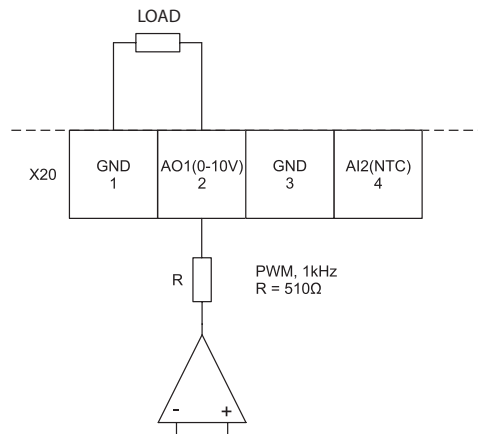 LOAD
X20
GND
1
AO1(0-10V)
2
GND
3
AI2(NTC)
4
R
PWM, 1kHz
R = 510Ω
- +